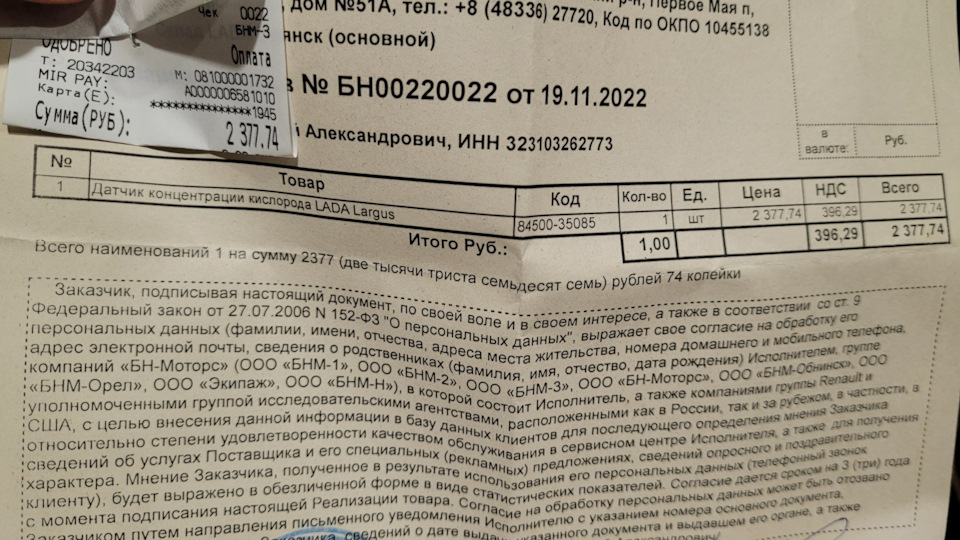 Чек 0022
БНМ-3
ОДОБРЕНО Оплата
Т: 20342203 М: 081000001732
MIR PAY: A0000006581010
Карта(Е): ***************1945
Сумма(РУБ): 2 377.74
р-н, Первое Мая п,
дом №51А, тел.: +8 (48336) 27720, Код по ОКПО 10455138
янск (основной)
№ БН00220022 от 19.11.2022
Александрович, ИНН 323103262773
в валюте: Руб.
№ Товар Код Кол-во Ед. Цена НДС Всего
1 Датчик концентрации кислорода LADA Largus 84500-35085 1 шт 2 377,74 396,29 2 377,74
Итого Руб.: 1,00 396,29 2 377,74
Всего наименований 1 на сумму 2377 (две тысячи триста семьдесят семь) рублей 74 копейки
Заказчик, подписывая настоящий документ, по своей воле и в своем интересе, а также в соответствии со ст. 9
Федеральный закон от 27.07.2006 N 152-ФЗ "О персональных данных", выражает свое согласие на обработку его
персональных данных (фамилии, имени, отчества, адреса места жительства, номера домашнего и мобильного телефона,
адрес электронной почты, сведения о родственниках (фамилия, имя, отчество, дата рождения) Исполнителем, группе
компаний «БН-Моторс» (ООО «БНМ-1», ООО «БНМ-2», ООО «БНМ-3», ООО «БН-Моторс», ООО «БНМ-Обнинск», ООО
«БНМ-Орел», ООО «Экипаж», ООО «БНМ-Н»), в которой состоит Исполнитель, а также компаниями группы Renault и
уполномоченными группой исследовательскими агентствами, расположенными как в России, так и за рубежом, в частности, в
США, с целью внесения данной информации в базу данных клиентов для последующего определения мнения Заказчика
относительно степени удовлетворенности качеством обслуживания в сервисном центре Исполнителя, а также для получения
сведений об услугах Поставщика и его специальных (рекламных) предложениях, сведений опросного и поздравительного
характера. Мнение Заказчика, полученное в результате использования его персональных данных (телефонный звонок
клиенту), будет выражено в обезличенной форме в виде статистических показателей. Согласие дается сроком на 3 (три) года
с момента подписания настоящей Реализации товара. Согласие на обработку персональных данных может быть отозвано
Заказчиком путем направления письменного уведомления Исполнителю с указанием номера основного документа,
Заказчика, сведений о дате выдачи указанного документа и выдавшем его органе, а также
Александрович